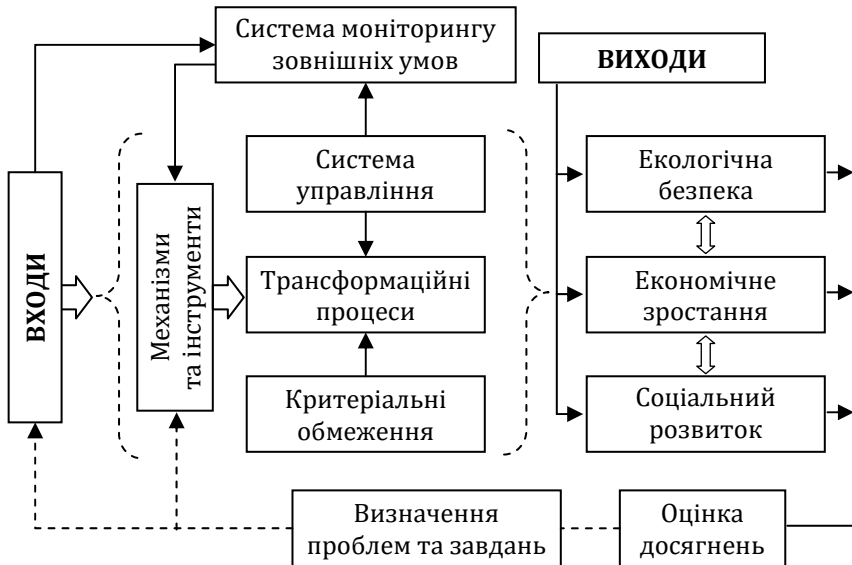 Система моніторингу
зовнішніх умов
ВИХОДИ
Система
управління
Екологічна
безпека
ВХОДИ
Механізми
та інструменти
Трансформаційні
процеси
Економічне
зростання
Критеріальні
обмеження
Соціальний
розвиток
Визначення
проблем та завдань
Оцінка
досягнень